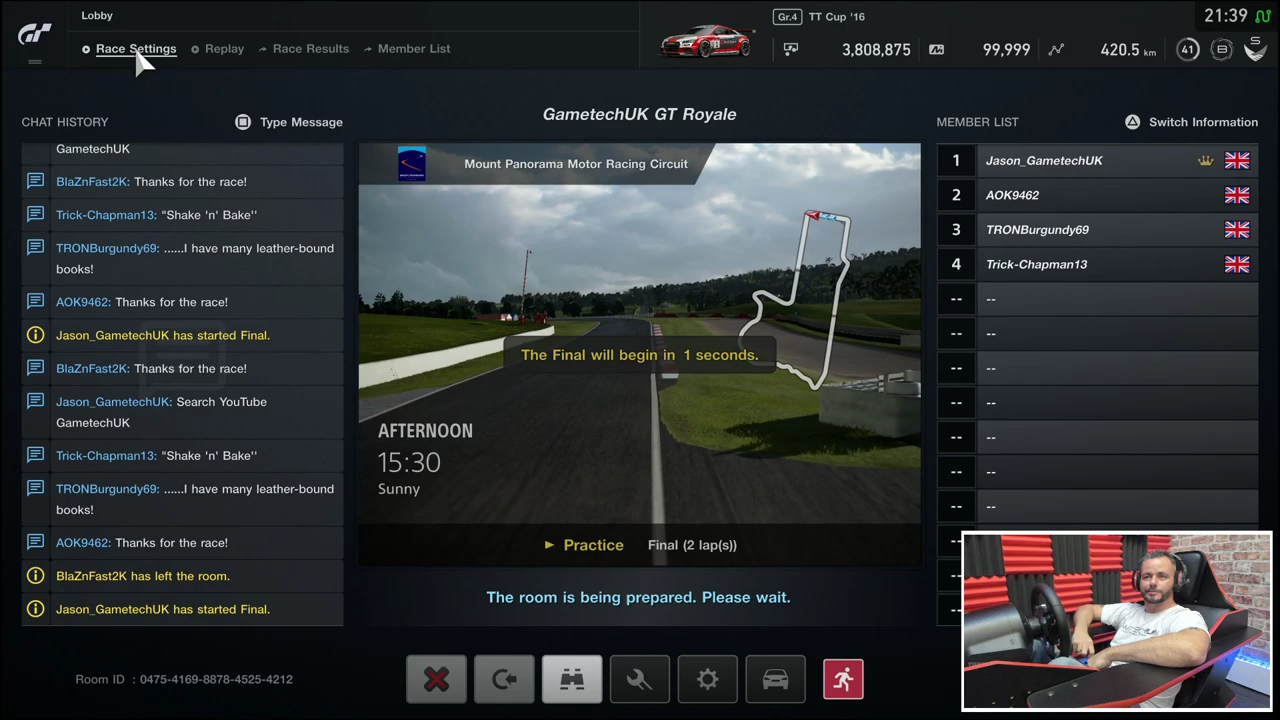 Lobby
Race Settings
Replay
Race Results
Member List
Gr.4
TT Cup '16
3,808,875
99,999
420.5 km
21:39
41
B
S
CHAT HISTORY
Type Message
GametechUK
BlaZnFast2K: Thanks for the race!
Trick-Chapman13: "Shake 'n' Bake"
TRONBurgundy69: ......I have many leather-bound
books!
AOK9462: Thanks for the race!
Jason_GametechUK has started Final.
BlaZnFast2K: Thanks for the race!
Jason_GametechUK: Search YouTube
GametechUK
Trick-Chapman13: "Shake 'n' Bake"
TRONBurgundy69: ......I have many leather-bound
books!
AOK9462: Thanks for the race!
BlaZnFast2K has left the room.
Jason_GametechUK has started Final.
GametechUK GT Royale
Mount Panorama Motor Racing Circuit
The Final will begin in 1 seconds.
AFTERNOON
15:30
Sunny
Practice
Final (2 lap(s))
The room is being prepared. Please wait.
MEMBER LIST
Switch Information
1 Jason_GametechUK
2 AOK9462
3 TRONBurgundy69
4 Trick-Chapman13
-- --
-- --
-- --
-- --
-- --
-- --
-- --
--
--
--
Room ID : 0475-4169-8878-4525-4212